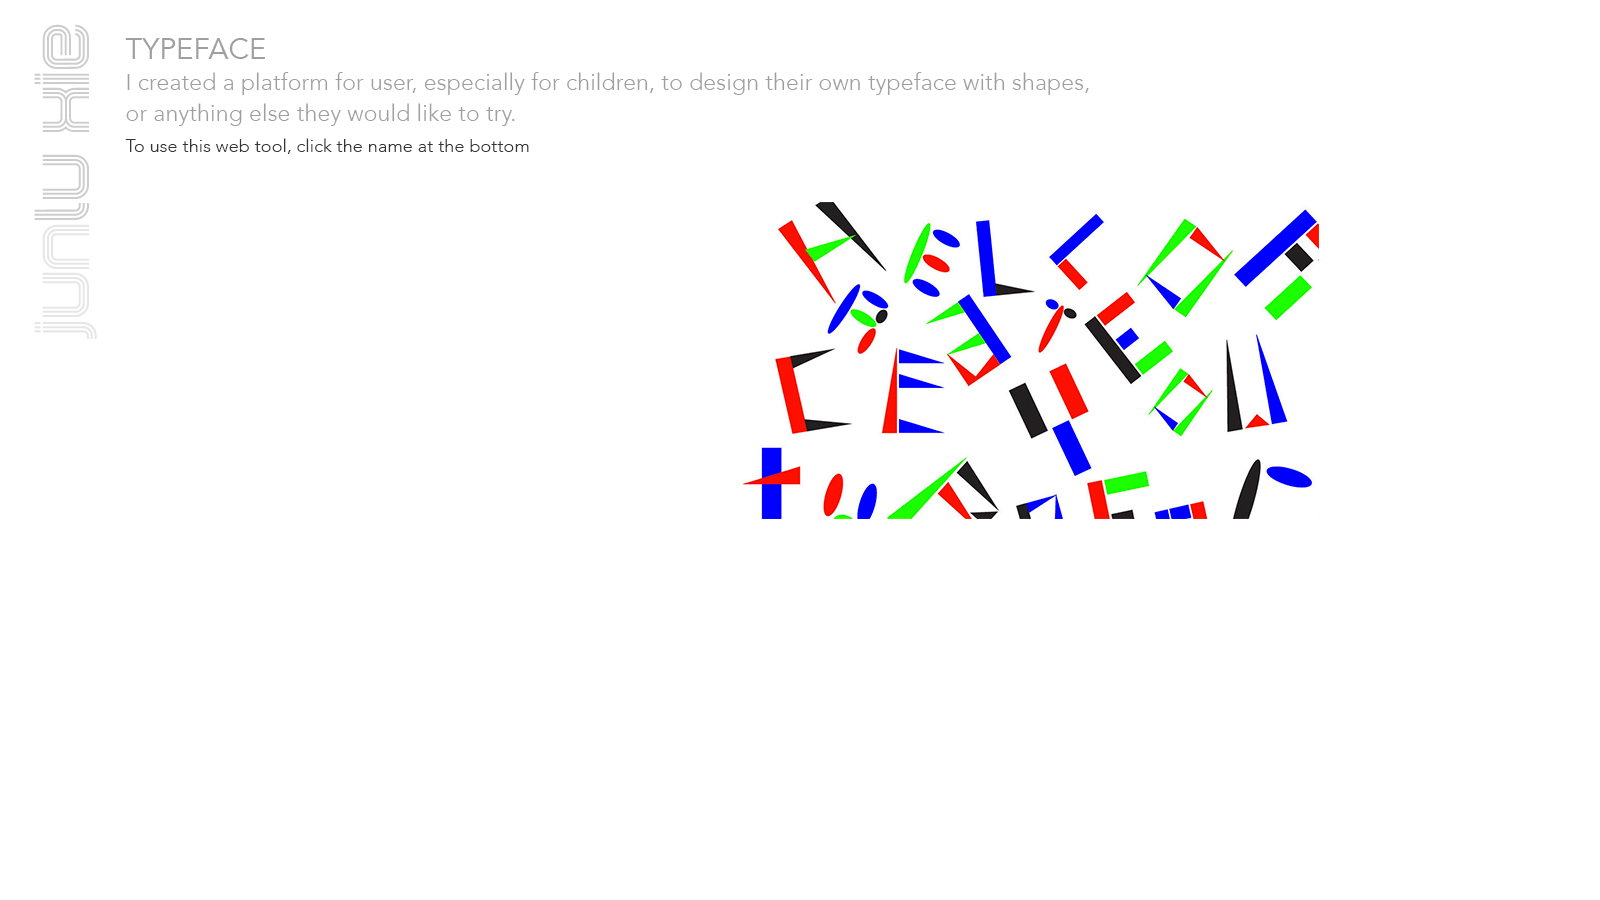 junlu xie
TYPEFACE
I created a platform for user, especially for children, to design their own typeface with shapes,
or anything else they would like to try.
To use this web tool, click the name at the bottom